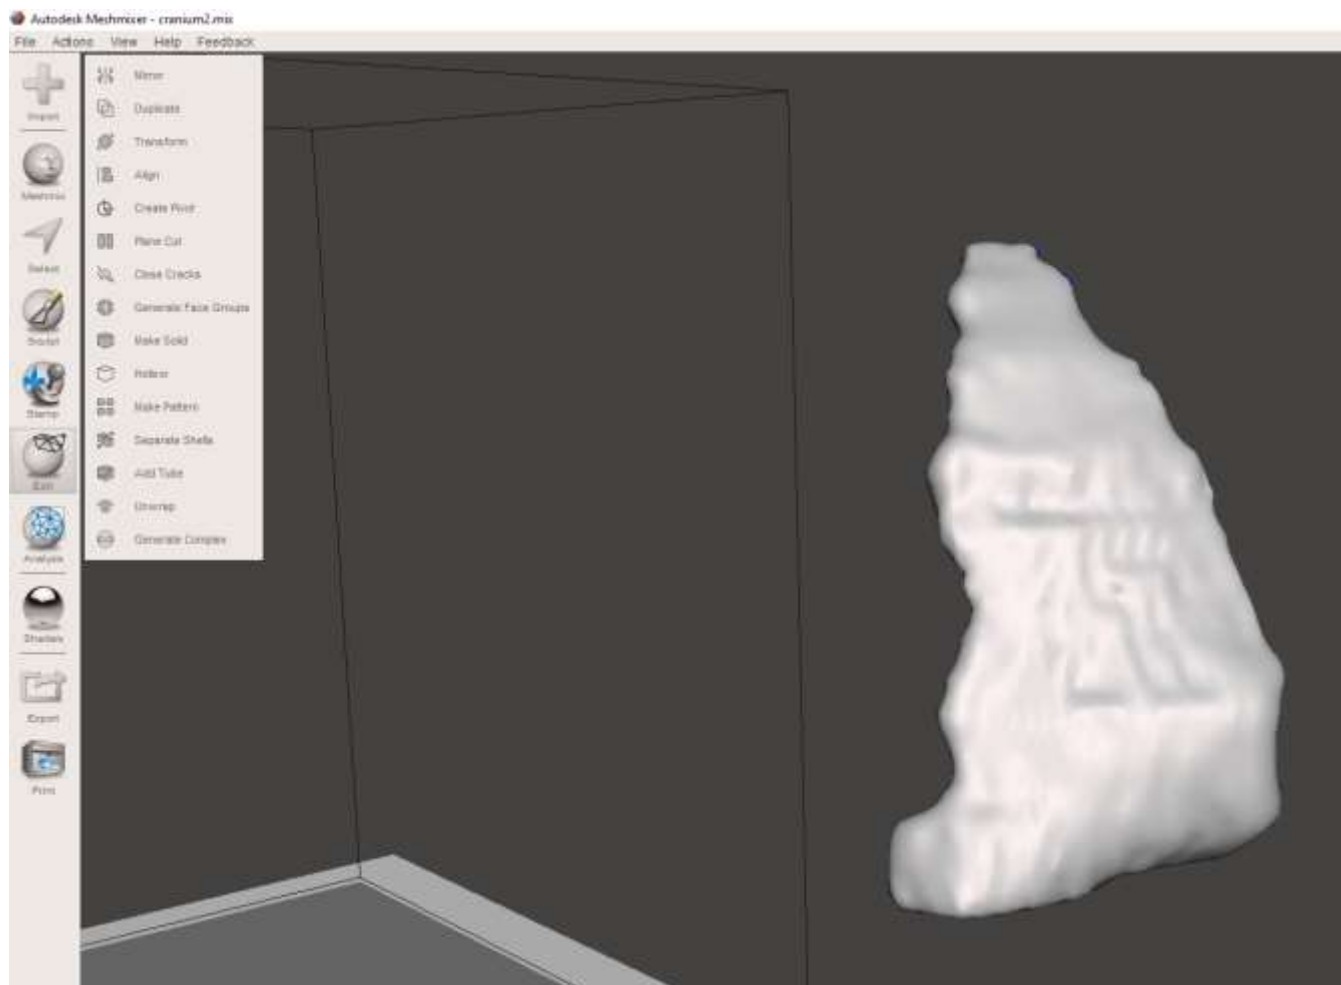 Autodesk Meshmixer - cranium2.mix
File Actions View Help Feedback
Import
Meshmix
Select
Sculpt
Stamp
Edit
Analysis
Shaders
Export
Print
Mirror
Duplicate
Transform
Align
Create Pivot
Plane Cut
Close Cracks
Generate Face Groups
Make Solid
Hollow
Make Pattern
Separate Shells
Add Tube
Unwrap
Generate Complex